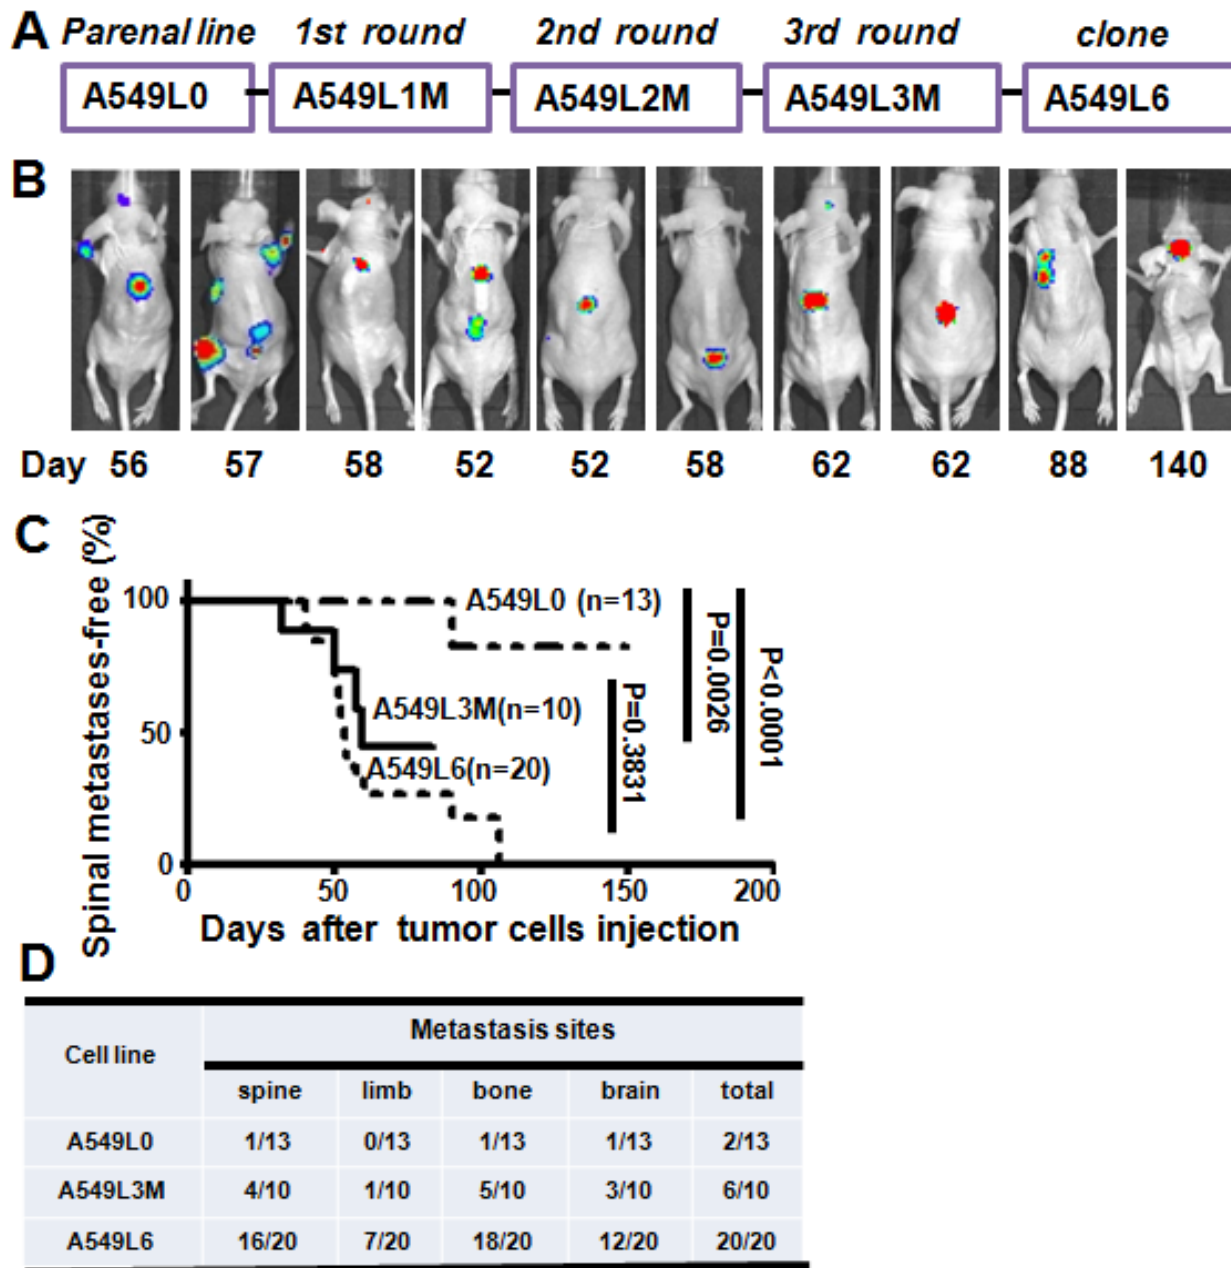 A Parenal line 1st round 2nd round 3rd round clone
A549L0 A549L1M A549L2M A549L3M A549L6
B
Day 56 57 58 52 52 58 62 62 88 140
C
Spinal metastases-free (%)
100
50
0
A549L0 (n=13)
A549L3M(n=10)
A549L6(n=20)
P=0.3831
P=0.0026
P<0.0001
0 50 100 150 200
Days after tumor cells injection
D
Cell line Metastasis sites
spine limb bone brain total
A549L0 1/13 0/13 1/13 1/13 2/13
A549L3M 4/10 1/10 5/10 3/10 6/10
A549L6 16/20 7/20 18/20 12/20 20/20